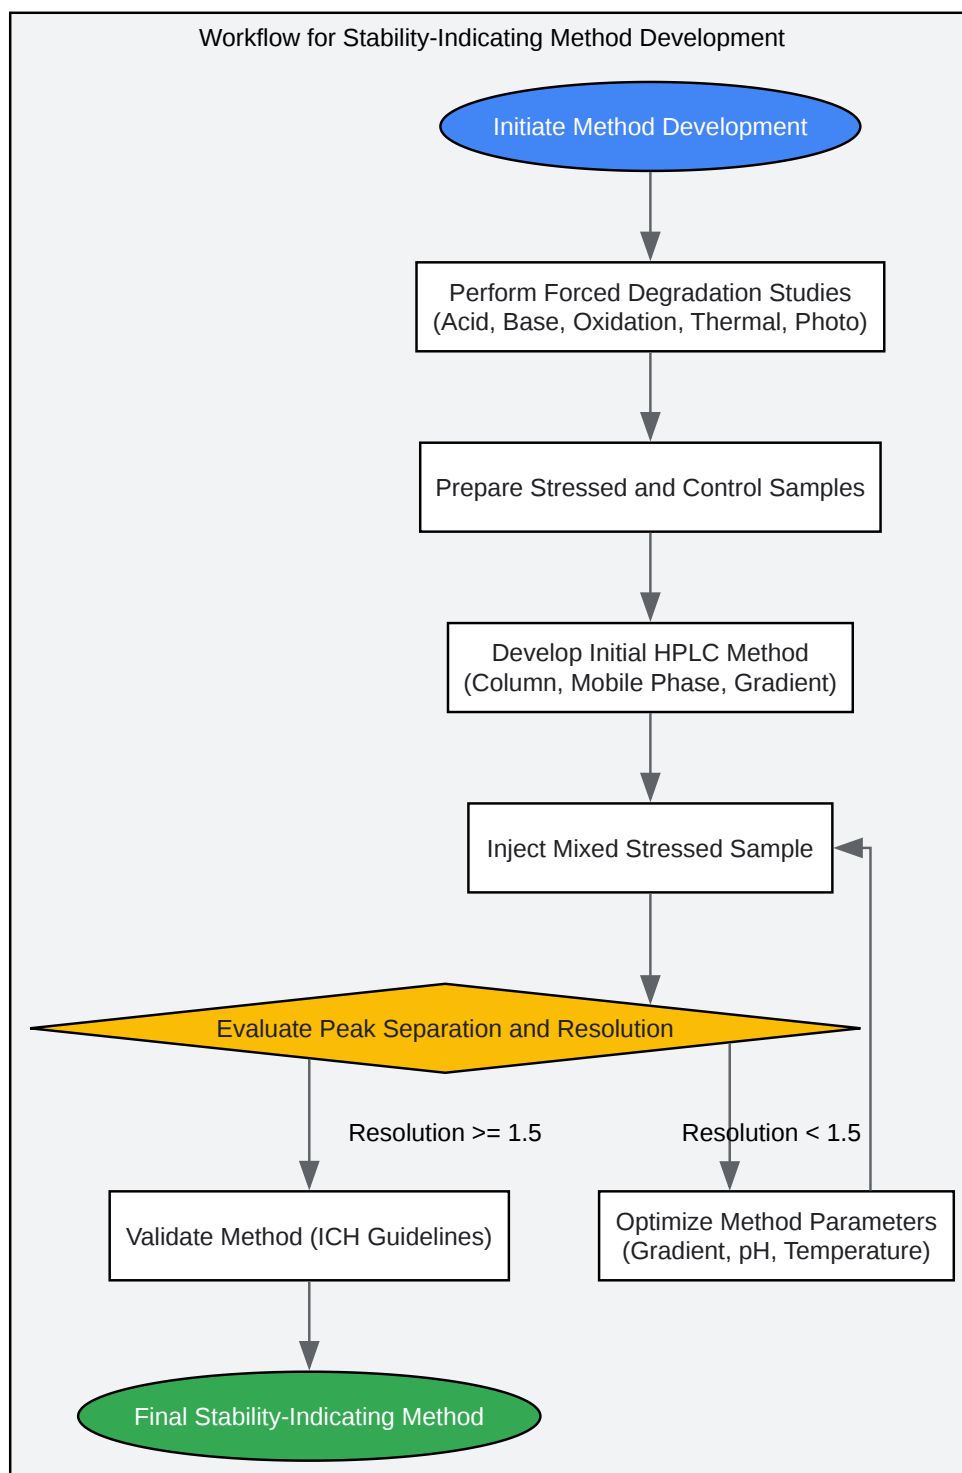 Workflow for Stability-Indicating Method Development
Initiate Method Development
Perform Forced Degradation Studies
(Acid, Base, Oxidation, Thermal, Photo)
Prepare Stressed and Control Samples
Develop Initial HPLC Method
(Column, Mobile Phase, Gradient)
Inject Mixed Stressed Sample
Evaluate Peak Separation and Resolution
Resolution >= 1.5
Resolution < 1.5
Validate Method (ICH Guidelines)
Optimize Method Parameters
(Gradient, pH, Temperature)
Final Stability-Indicating Method